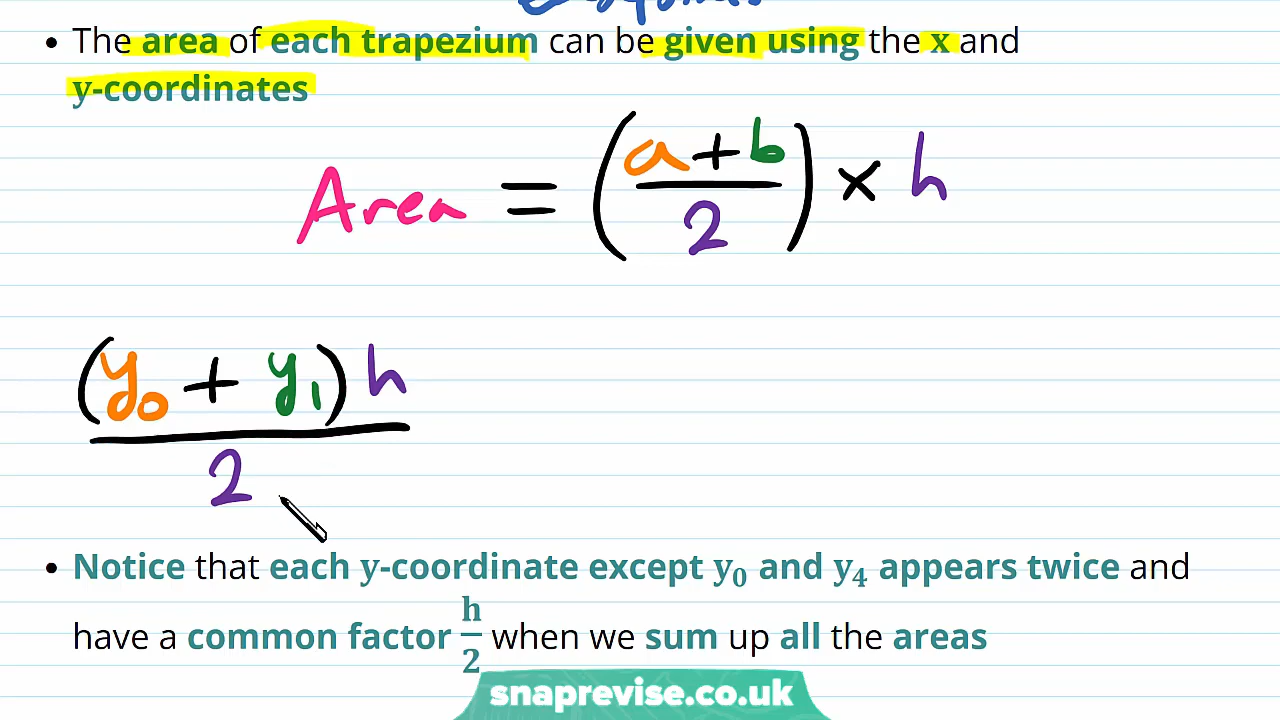 • The area of each trapezium can be given using the x and
y-coordinates
Area = (a + b / 2) × h
(y₀ + y₁) h / 2
• Notice that each y-coordinate except y₀ and y₄ appears twice and
have a common factor h/2 when we sum up all the areas
snaprevise.co.uk